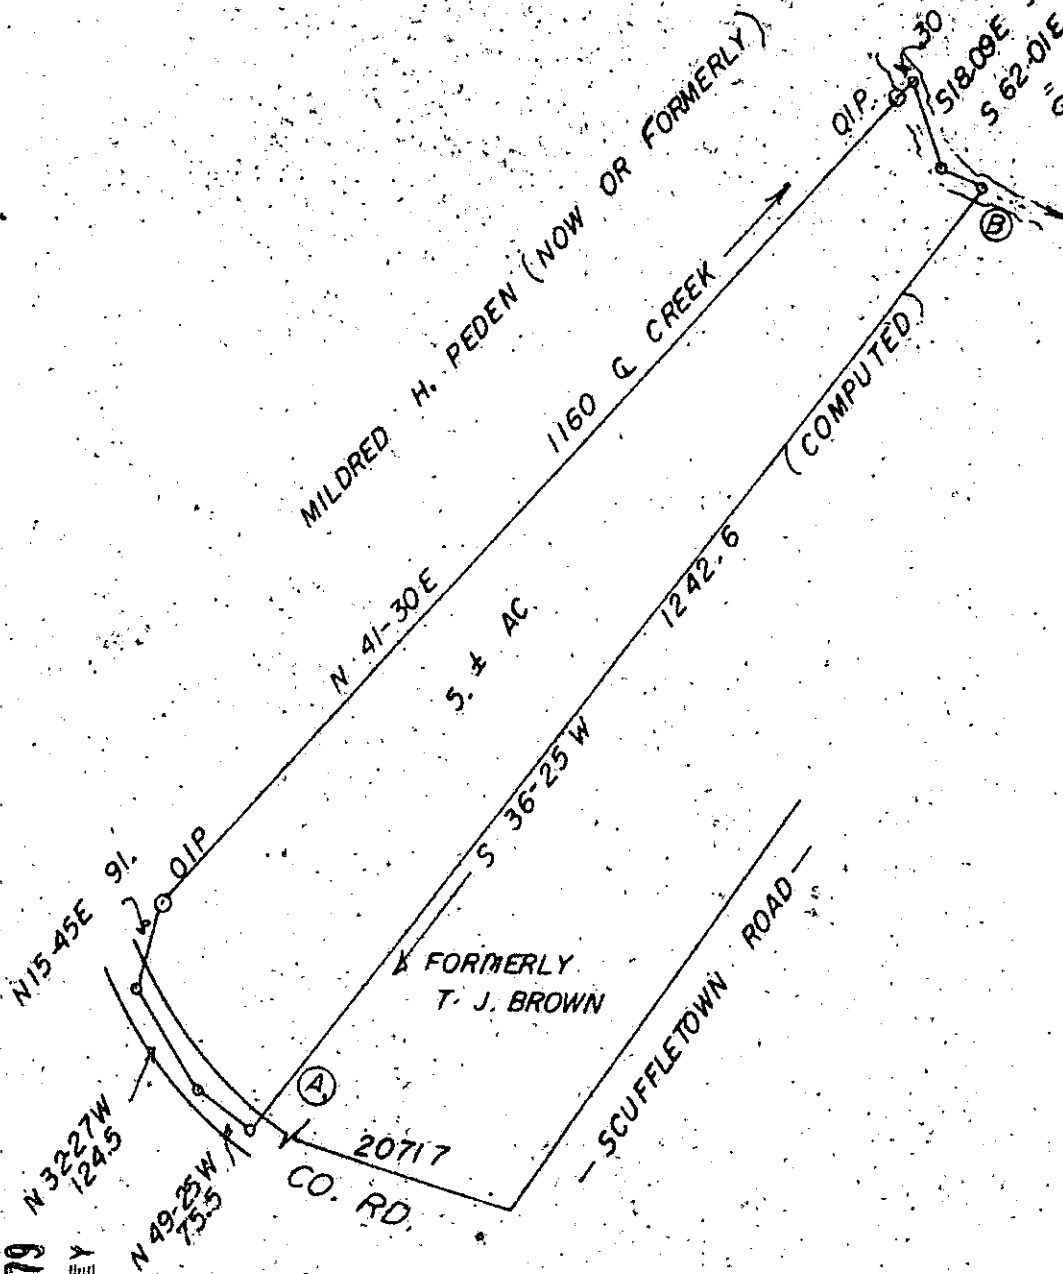 MILDRED H. PEDEN (NOW OR FORMERLY)
O.I.P.
30
S18-09E
S 62-01E
B
1160 ℄ CREEK
(COMPUTED)
1242.6
N 41-30E
5. ± AC.
S 36-25 W
O.I.P
91.
N15-45E
FORMERLY
T. J. BROWN
— SCUFFLETOWN ROAD —
A
20717
CO. RD.
N 32-27W
124.5
N 49-25W
75.5
79